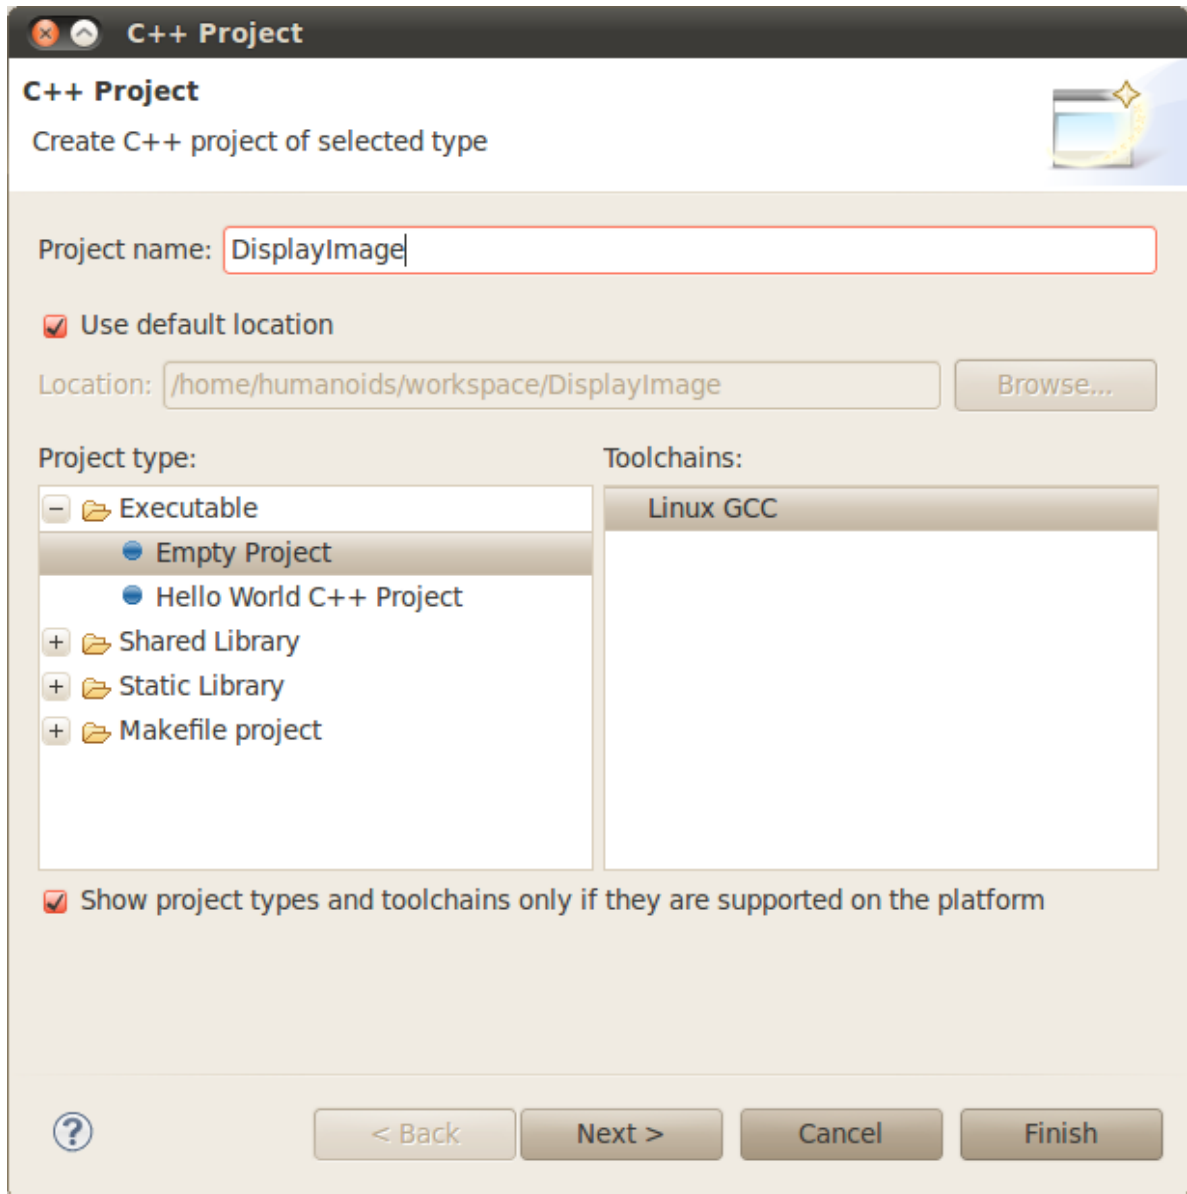 C++ Project
C++ Project
Create C++ project of selected type
Project name: DisplayImage
Use default location
Location: /home/humanoids/workspace/DisplayImage Browse...
Project type: Toolchains:
Executable Linux GCC
Empty Project
Hello World C++ Project
Shared Library
Static Library
Makefile project
Show project types and toolchains only if they are supported on the platform
? < Back Next > Cancel Finish